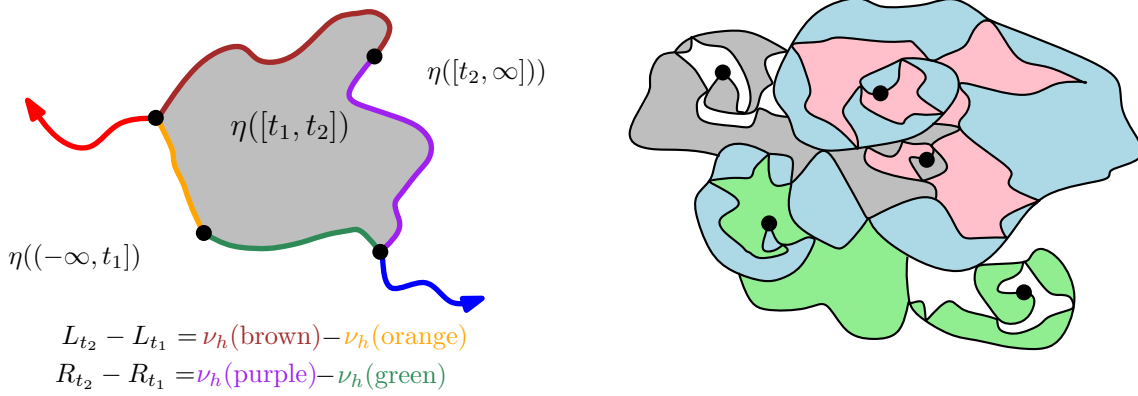 η([t₂, ∞]))
η([t₁, t₂])
η((−∞, t₁])
L_{t₂} − L_{t₁} = ν_h(brown) − ν_h(orange)
R_{t₂} − R_{t₁} = ν_h(purple) − ν_h(green)